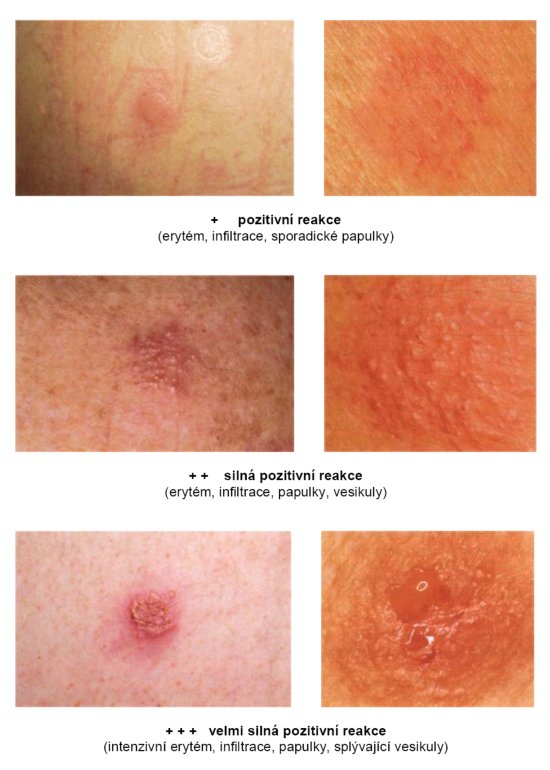 + pozitivní reakce
(erytém, infiltrace, sporadické papulky)
+ + silná pozitivní reakce
(erytém, infiltrace, papulky, vesikuly)
+ + + velmi silná pozitivní reakce
(intenzivní erytém, infiltrace, papulky, splývající vesikuly)